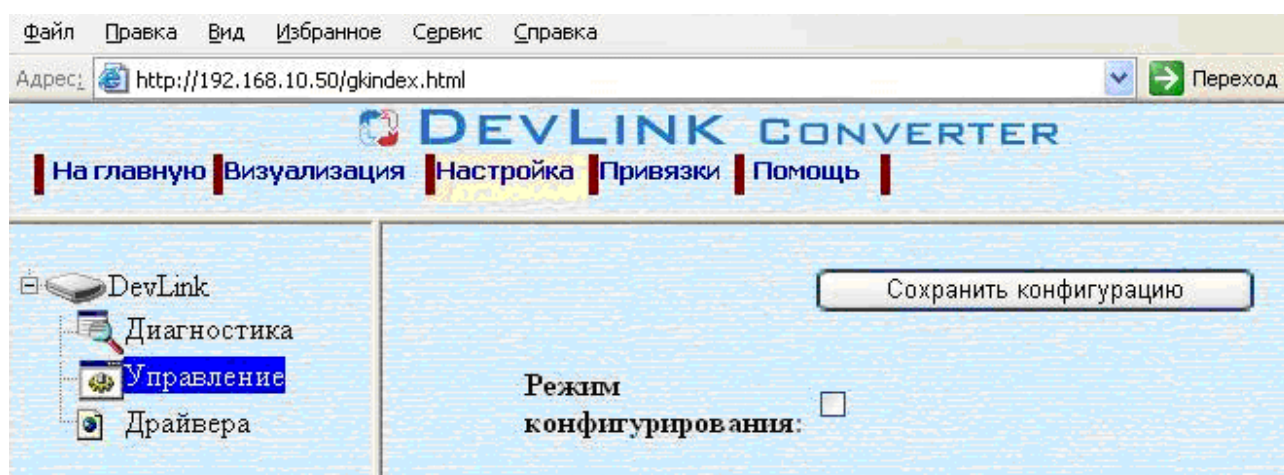 Файл Правка Вид Избранное Сервис Справка
Адрес: http://192.168.10.50/gkindex.html Переход
DEVLINK CONVERTER
На главную Визуализация Настройка Привязки Помощь
DevLink
Сохранить конфигурацию
Диагностика
Управление
Режим
конфигурирования:
Драйвера